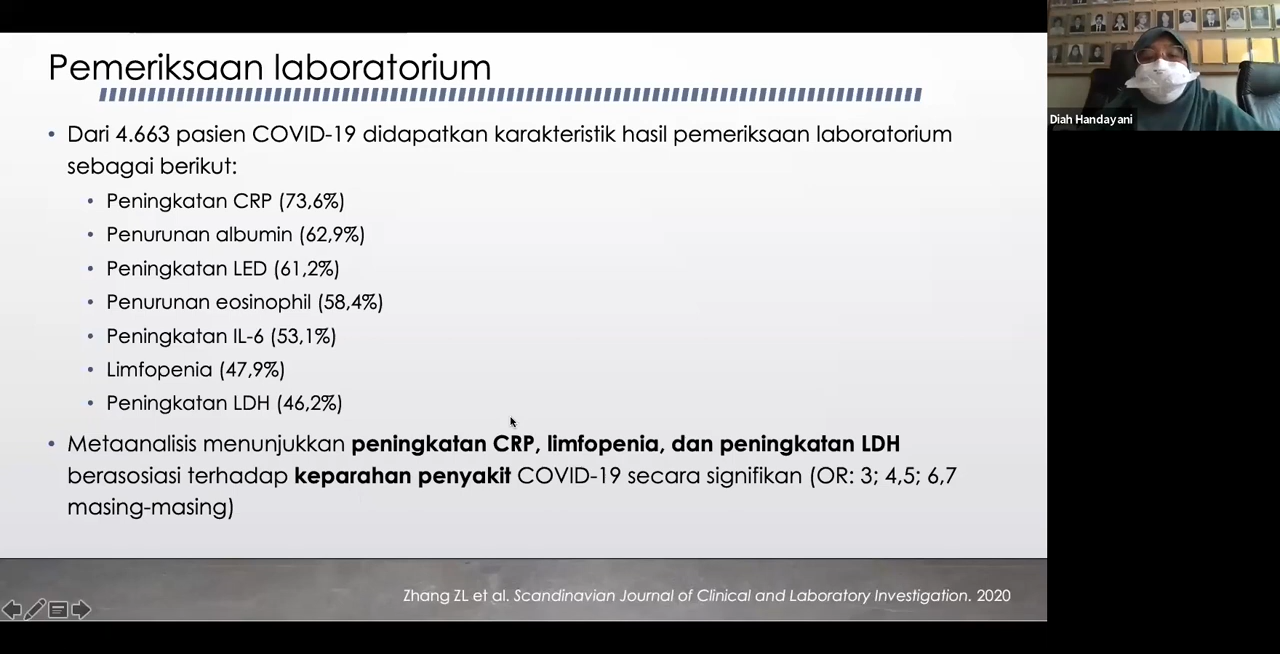 Pemeriksaan laboratorium
• Dari 4.663 pasien COVID-19 didapatkan karakteristik hasil pemeriksaan laboratorium
sebagai berikut:
• Peningkatan CRP (73,6%)
• Penurunan albumin (62,9%)
• Peningkatan LED (61,2%)
• Penurunan eosinophil (58,4%)
• Peningkatan IL-6 (53,1%)
• Limfopenia (47,9%)
• Peningkatan LDH (46,2%)
• Metaanalisis menunjukkan peningkatan CRP, limfopenia, dan peningkatan LDH
berasosiasi terhadap keparahan penyakit COVID-19 secara signifikan (OR: 3; 4,5; 6,7
masing-masing)
Zhang ZL et al. Scandinavian Journal of Clinical and Laboratory Investigation. 2020
Diah Handayani